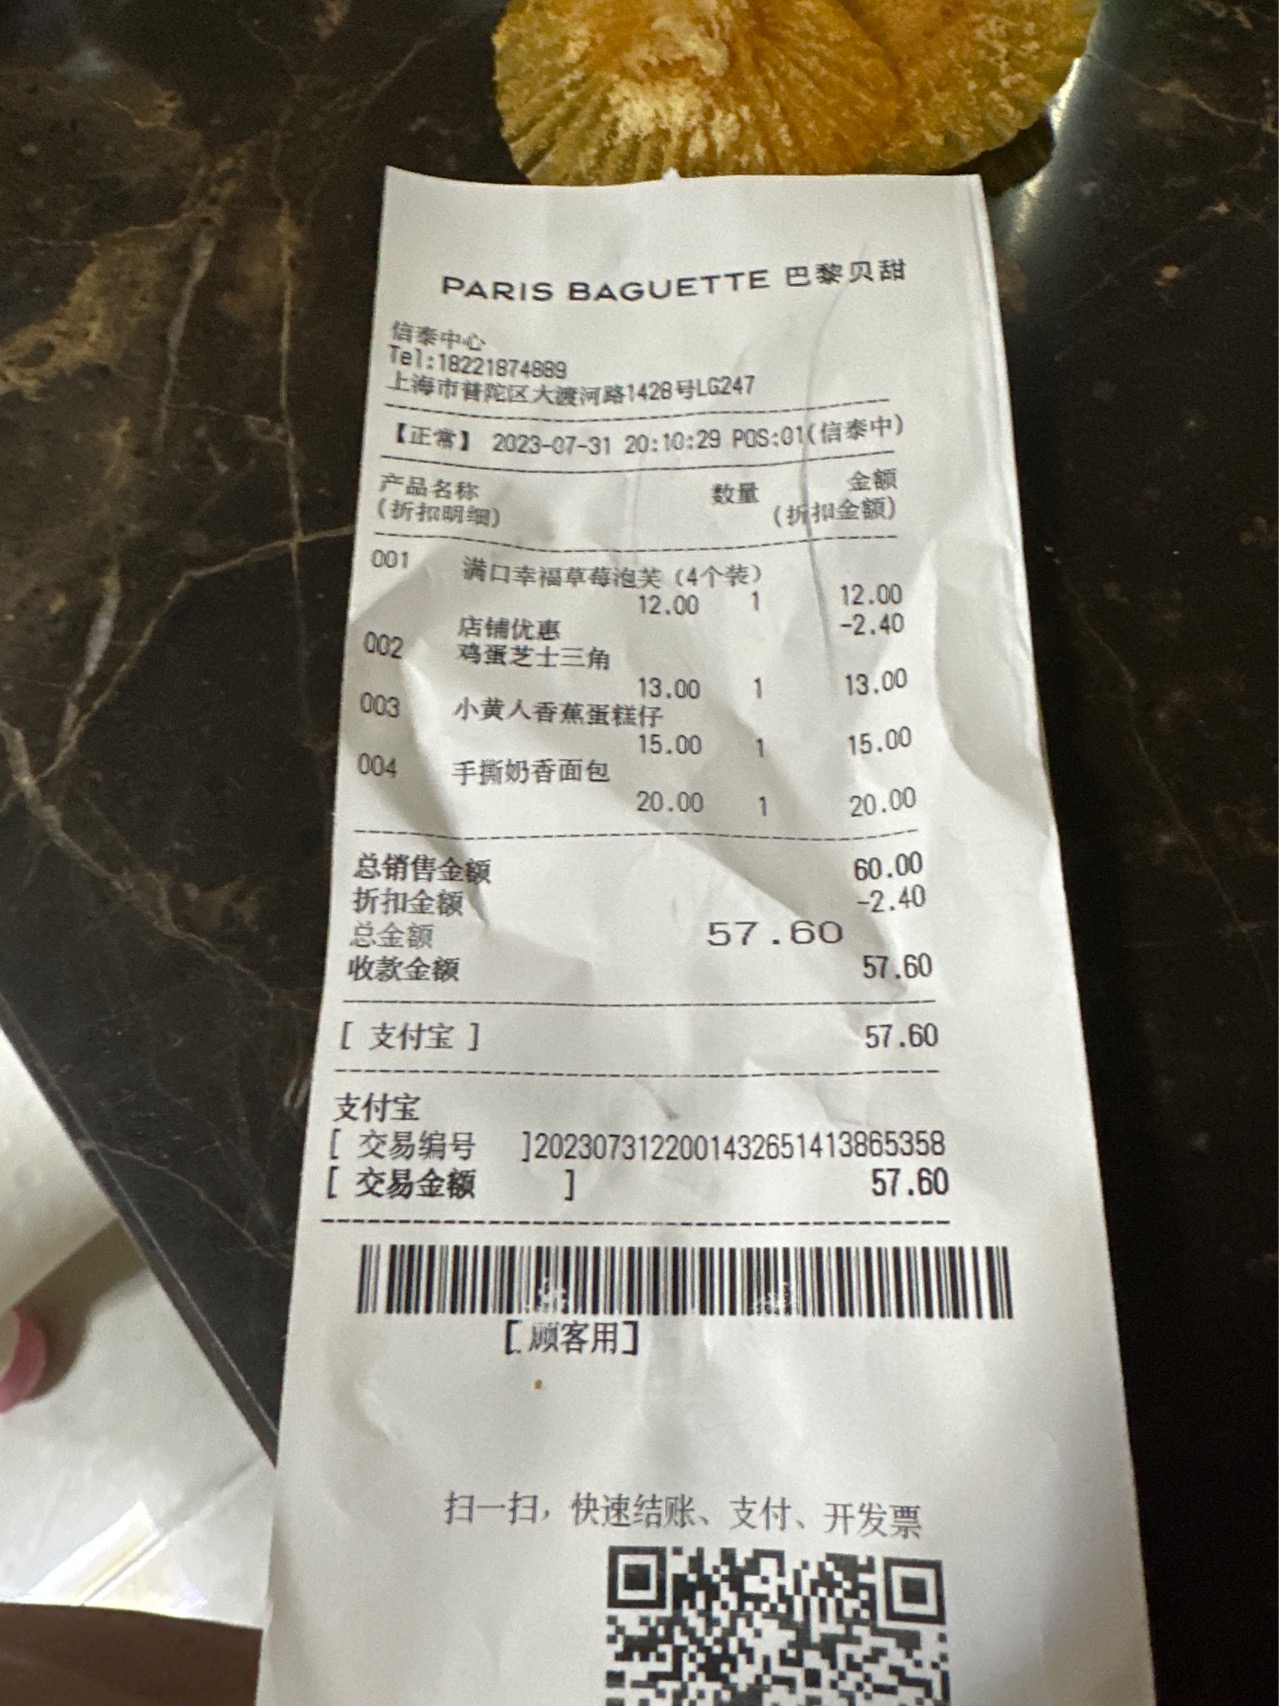 PARIS BAGUETTE 巴黎贝甜
信泰中心
Tel:18221874889
上海市普陀区大渡河路1428号LG247
【正常】 2023-07-31 20:10:29 POS:01(信泰中)
产品名称 数量 金额
(折扣明细) (折扣金额)
001 满口幸福草莓泡芙（4个装）
12.00 1 12.00
店铺优惠 -2.40
002 鸡蛋芝士三角
13.00 1 13.00
003 小黄人香蕉蛋糕仔
15.00 1 15.00
004 手撕奶香面包
20.00 1 20.00
总销售金额 60.00
折扣金额 -2.40
总金额 57.60
收款金额 57.60
[ 支付宝 ] 57.60
支付宝
[ 交易编号 ]2023073122001432651413865358
[ 交易金额 ] 57.60
[ 顾客用]
扫一扫，快速结账、支付、开发票